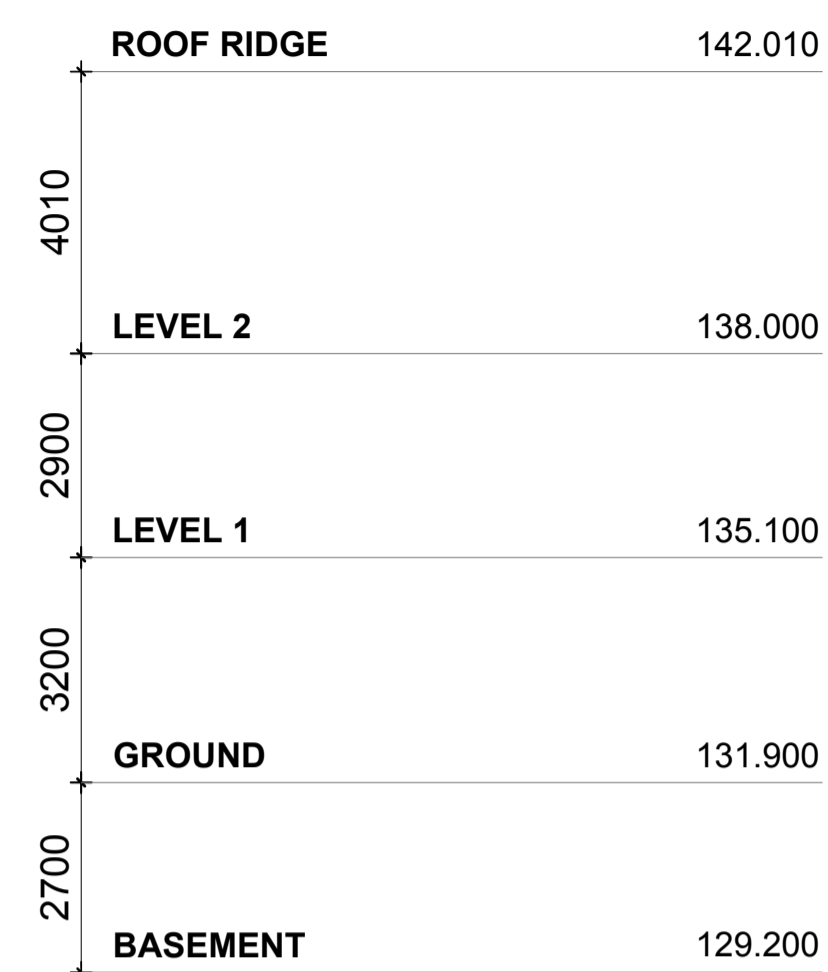 ROOF RIDGE 142.010
4010
LEVEL 2 138.000
2900
LEVEL 1 135.100
3200
GROUND 131.900
2700
BASEMENT 129.200